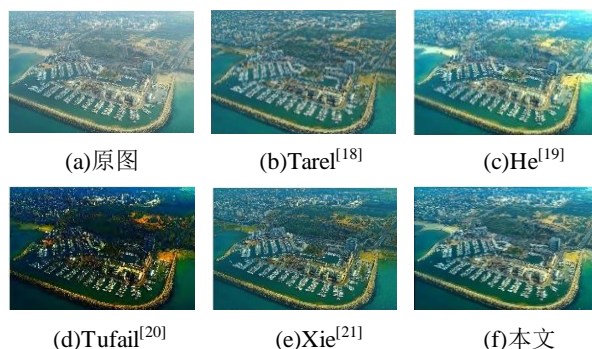 (a)原图
(b)Tarel[18]
(c)He[19]
(d)Tufail[20]
(e)Xie[21]
(f)本文